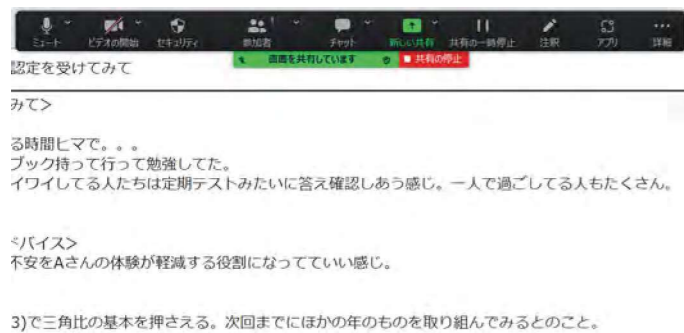 ミュート ビデオの開始 セキュリティ 参加者 1 チャット 新しい共有 共有の一時停止 注釈 アプリ 詳細
画面を共有しています 共有の停止
認定を受けてみて
みて>
る時間ヒマで。。。
ブック持って行って勉強してた。
イワイしてる人たちは定期テストみたいに答え確認しあう感じ。一人で過ごしてる人もたくさん。
バイス>
不安をAさんの体験が軽減する役割になってていい感じ。
3)で三角比の基本を押さえる。次回までにほかの年のものを取り組んでみるとのこと。